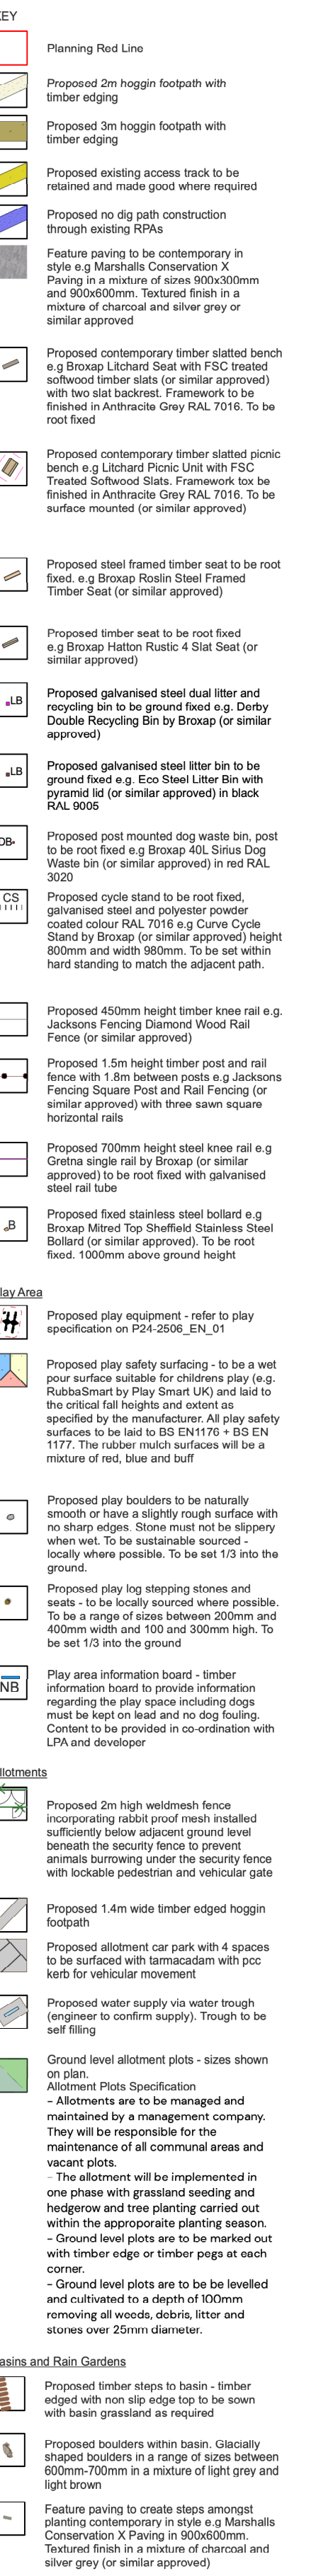 KEY
Planning Red Line
Proposed 2m hoggin footpath with
timber edging
Proposed 3m hoggin footpath with
timber edging
Proposed existing access track to be
retained and made good where required
Proposed no dig path construction
through existing RPAs
Feature paving to be contemporary in
style e.g Marshalls Conservation X
Paving in a mixture of sizes 900x300mm
and 900x600mm. Textured finish in a
mixture of charcoal and silver grey or
similar approved
Proposed contemporary timber slatted bench
e.g Broxap Litchard Seat with FSC treated
softwood timber slats (or similar approved)
with two slat backrest. Framework to be
finished in Anthracite Grey RAL 7016. To be
root fixed
Proposed contemporary timber slatted picnic
bench e.g Litchard Picnic Unit with FSC
Treated Softwood Slats. Framework tox be
finished in Anthracite Grey RAL 7016. To be
surface mounted (or similar approved)
Proposed steel framed timber seat to be root
fixed. e.g Broxap Roslin Steel Framed
Timber Seat (or similar approved)
Proposed timber seat to be root fixed
e.g Broxap Hatton Rustic 4 Slat Seat (or
similar approved)
LB
Proposed galvanised steel dual litter and
recycling bin to be ground fixed e.g. Derby
Double Recycling Bin by Broxap (or similar
approved)
LB
Proposed galvanised steel litter bin to be
ground fixed e.g. Eco Steel Litter Bin with
pyramid lid (or similar approved) in black
RAL 9005
DB
Proposed post mounted dog waste bin, post
to be root fixed e.g Broxap 40L Sirius Dog
Waste bin (or similar approved) in red RAL
3020
CS
Proposed cycle stand to be root fixed,
galvanised steel and polyester powder
coated colour RAL 7016 e.g Curve Cycle
Stand by Broxap (or similar approved) height
800mm and width 980mm. To be set within
hard standing to match the adjacent path.
Proposed 450mm height timber knee rail e.g.
Jacksons Fencing Diamond Wood Rail
Fence (or similar approved)
Proposed 1.5m height timber post and rail
fence with 1.8m between posts e.g Jacksons
Fencing Square Post and Rail Fencing (or
similar approved) with three sawn square
horizontal rails
Proposed 700mm height steel knee rail e.g
Gretna single rail by Broxap (or similar
approved) to be root fixed with galvanised
steel rail tube
B
Proposed fixed stainless steel bollard e.g
Broxap Mitred Top Sheffield Stainless Steel
Bollard (or similar approved). To be root
fixed. 1000mm above ground height
lay Area
Proposed play equipment - refer to play
specification on P24-2506_EN_01
Proposed play safety surfacing - to be a wet
pour surface suitable for childrens play (e.g.
RubbaSmart by Play Smart UK) and laid to
the critical fall heights and extent as
specified by the manufacturer. All play safety
surfaces to be laid to BS EN1176 + BS EN
1177. The rubber mulch surfaces will be a
mixture of red, blue and buff
Proposed play boulders to be naturally
smooth or have a slightly rough surface with
no sharp edges. Stone must not be slippery
when wet. To be sustainable sourced -
locally where possible. To be set 1/3 into the
ground.
Proposed play log stepping stones and
seats - to be locally sourced where possible.
To be a range of sizes between 200mm and
400mm width and 100 and 300mm high. To
be set 1/3 into the ground
NB
Play area information board - timber
information board to provide information
regarding the play space including dogs
must be kept on lead and no dog fouling.
Content to be provided in co-ordination with
LPA and developer
llotments
Proposed 2m high weldmesh fence
incorporating rabbit proof mesh installed
sufficiently below adjacent ground level
beneath the security fence to prevent
animals burrowing under the security fence
with lockable pedestrian and vehicular gate
Proposed 1.4m wide timber edged hoggin
footpath
Proposed allotment car park with 4 spaces
to be surfaced with tarmacadam with pcc
kerb for vehicular movement
Proposed water supply via water trough
(engineer to confirm supply). Trough to be
self filling
Ground level allotment plots - sizes shown
on plan.
Allotment Plots Specification
- Allotments are to be managed and
maintained by a management company.
They will be responsible for the
maintenance of all communal areas and
vacant plots.
- The allotment will be implemented in
one phase with grassland seeding and
hedgerow and tree planting carried out
within the approporaite planting season.
- Ground level plots are to be marked out
with timber edge or timber pegs at each
corner.
- Ground level plots are to be be levelled
and cultivated to a depth of 100mm
removing all weeds, debris, litter and
stones over 25mm diameter.
asins and Rain Gardens
Proposed timber steps to basin - timber
edged with non slip edge top to be sown
with basin grassland as required
Proposed boulders within basin. Glacially
shaped boulders in a range of sizes between
600mm-700mm in a mixture of light grey and
light brown
Feature paving to create steps amongst
planting contemporary in style e.g Marshalls
Conservation X Paving in 900x600mm.
Textured finish in a mixture of charcoal and
silver grey (or similar approved)